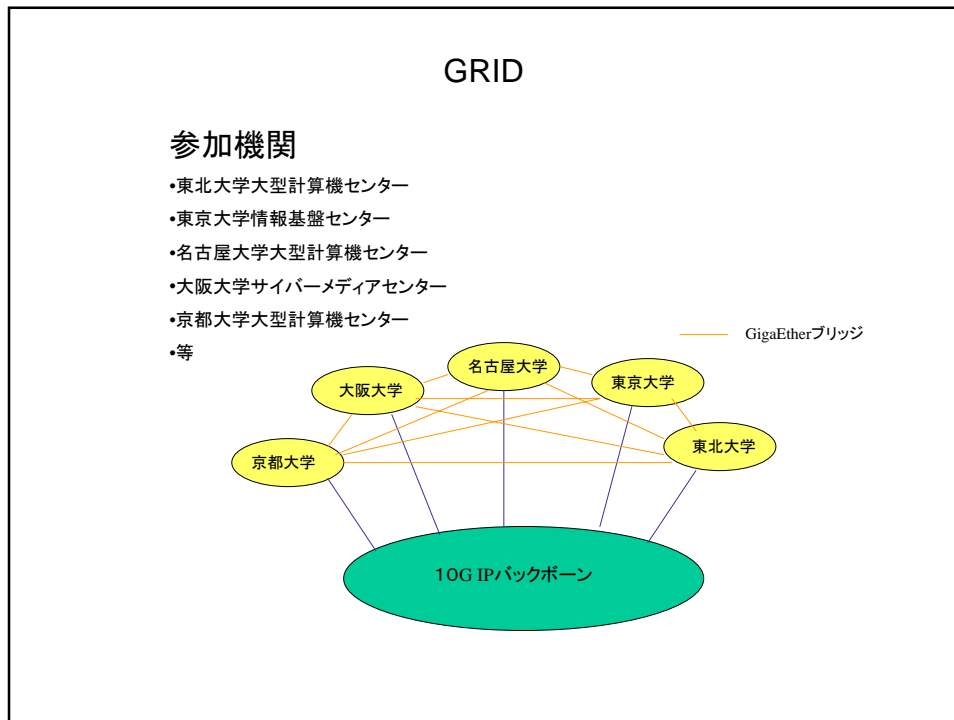 GRID
参加機関
•東北大学大型計算機センター
•東京大学情報基盤センター
•名古屋大学大型計算機センター
•大阪大学サイバーメディアセンター
•京都大学大型計算機センター
•等
GigaEtherブリッジ
名古屋大学
大阪大学
東京大学
京都大学
東北大学
10G IPバックボーン